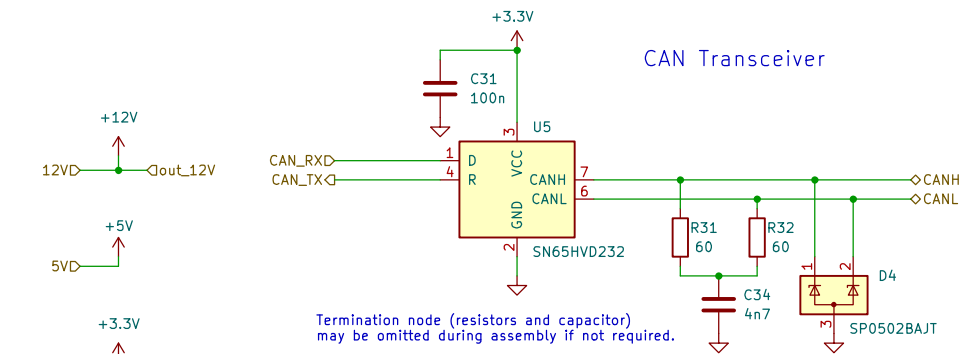 +3.3V
CAN Transceiver
C31
100n
+12V
U5
3
CAN_RX
1
D
VCC
12V
out_12V
CAN_TX
4
R
CANH
7
CANH
CANL
6
CANL
GND
+5V
R31
60
R32
60
2
SN65HVD232
5V
1
2
D4
C34
4n7
3
SP0502BAJT
+3.3V
Termination node (resistors and capacitor)
may be omitted during assembly if not required.